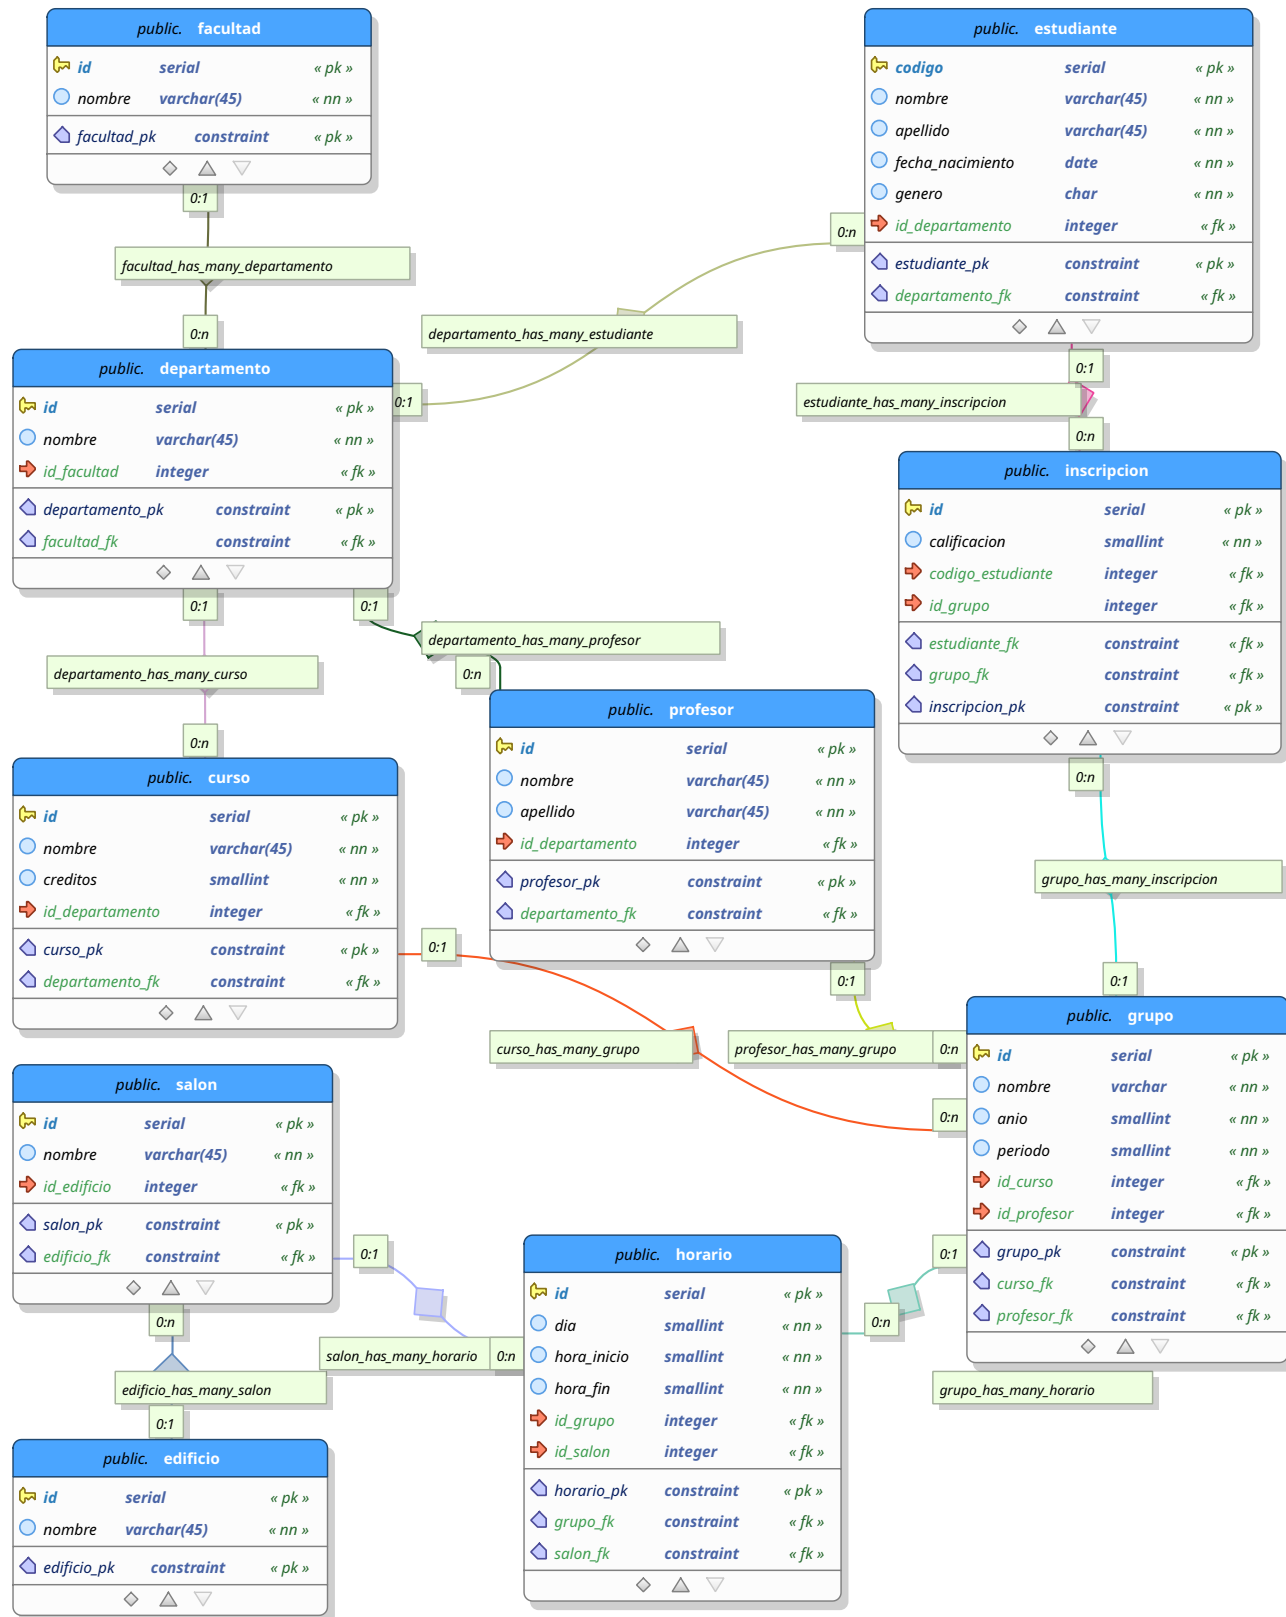 public. facultad
id serial « pk »
nombre varchar(45) « nn »
facultad_pk constraint « pk »
0:1
facultad_has_many_departamento
0:n
public. estudiante
codigo serial « pk »
nombre varchar(45) « nn »
apellido varchar(45) « nn »
fecha_nacimiento date « nn »
genero char « nn »
id_departamento integer « fk »
estudiante_pk constraint « pk »
departamento_fk constraint « fk »
0:n
departamento_has_many_estudiante
0:1
0:1
estudiante_has_many_inscripcion
0:n
public. departamento
id serial « pk »
nombre varchar(45) « nn »
id_facultad integer « fk »
departamento_pk constraint « pk »
facultad_fk constraint « fk »
0:1
departamento_has_many_curso
0:n
0:1
departamento_has_many_profesor
0:n
public. inscripcion
id serial « pk »
calificacion smallint « nn »
codigo_estudiante integer « fk »
id_grupo integer « fk »
estudiante_fk constraint « fk »
grupo_fk constraint « fk »
inscripcion_pk constraint « pk »
0:n
grupo_has_many_inscripcion
0:1
public. profesor
id serial « pk »
nombre varchar(45) « nn »
apellido varchar(45) « nn »
id_departamento integer « fk »
profesor_pk constraint « pk »
departamento_fk constraint « fk »
0:1
profesor_has_many_grupo
0:n
public. curso
id serial « pk »
nombre varchar(45) « nn »
creditos smallint « nn »
id_departamento integer « fk »
curso_pk constraint « pk »
departamento_fk constraint « fk »
0:1
curso_has_many_grupo
0:n
public. grupo
id serial « pk »
nombre varchar « nn »
anio smallint « nn »
periodo smallint « nn »
id_curso integer « fk »
id_profesor integer « fk »
grupo_pk constraint « pk »
curso_fk constraint « fk »
profesor_fk constraint « fk »
0:1
0:n
grupo_has_many_horario
public. salon
id serial « pk »
nombre varchar(45) « nn »
id_edificio integer « fk »
salon_pk constraint « pk »
edificio_fk constraint « fk »
0:1
salon_has_many_horario
0:n
0:n
edificio_has_many_salon
0:1
public. horario
id serial « pk »
dia smallint « nn »
hora_inicio smallint « nn »
hora_fin smallint « nn »
id_grupo integer « fk »
id_salon integer « fk »
horario_pk constraint « pk »
grupo_fk constraint « fk »
salon_fk constraint « fk »
public. edificio
id serial « pk »
nombre varchar(45) « nn »
edificio_pk constraint « pk »